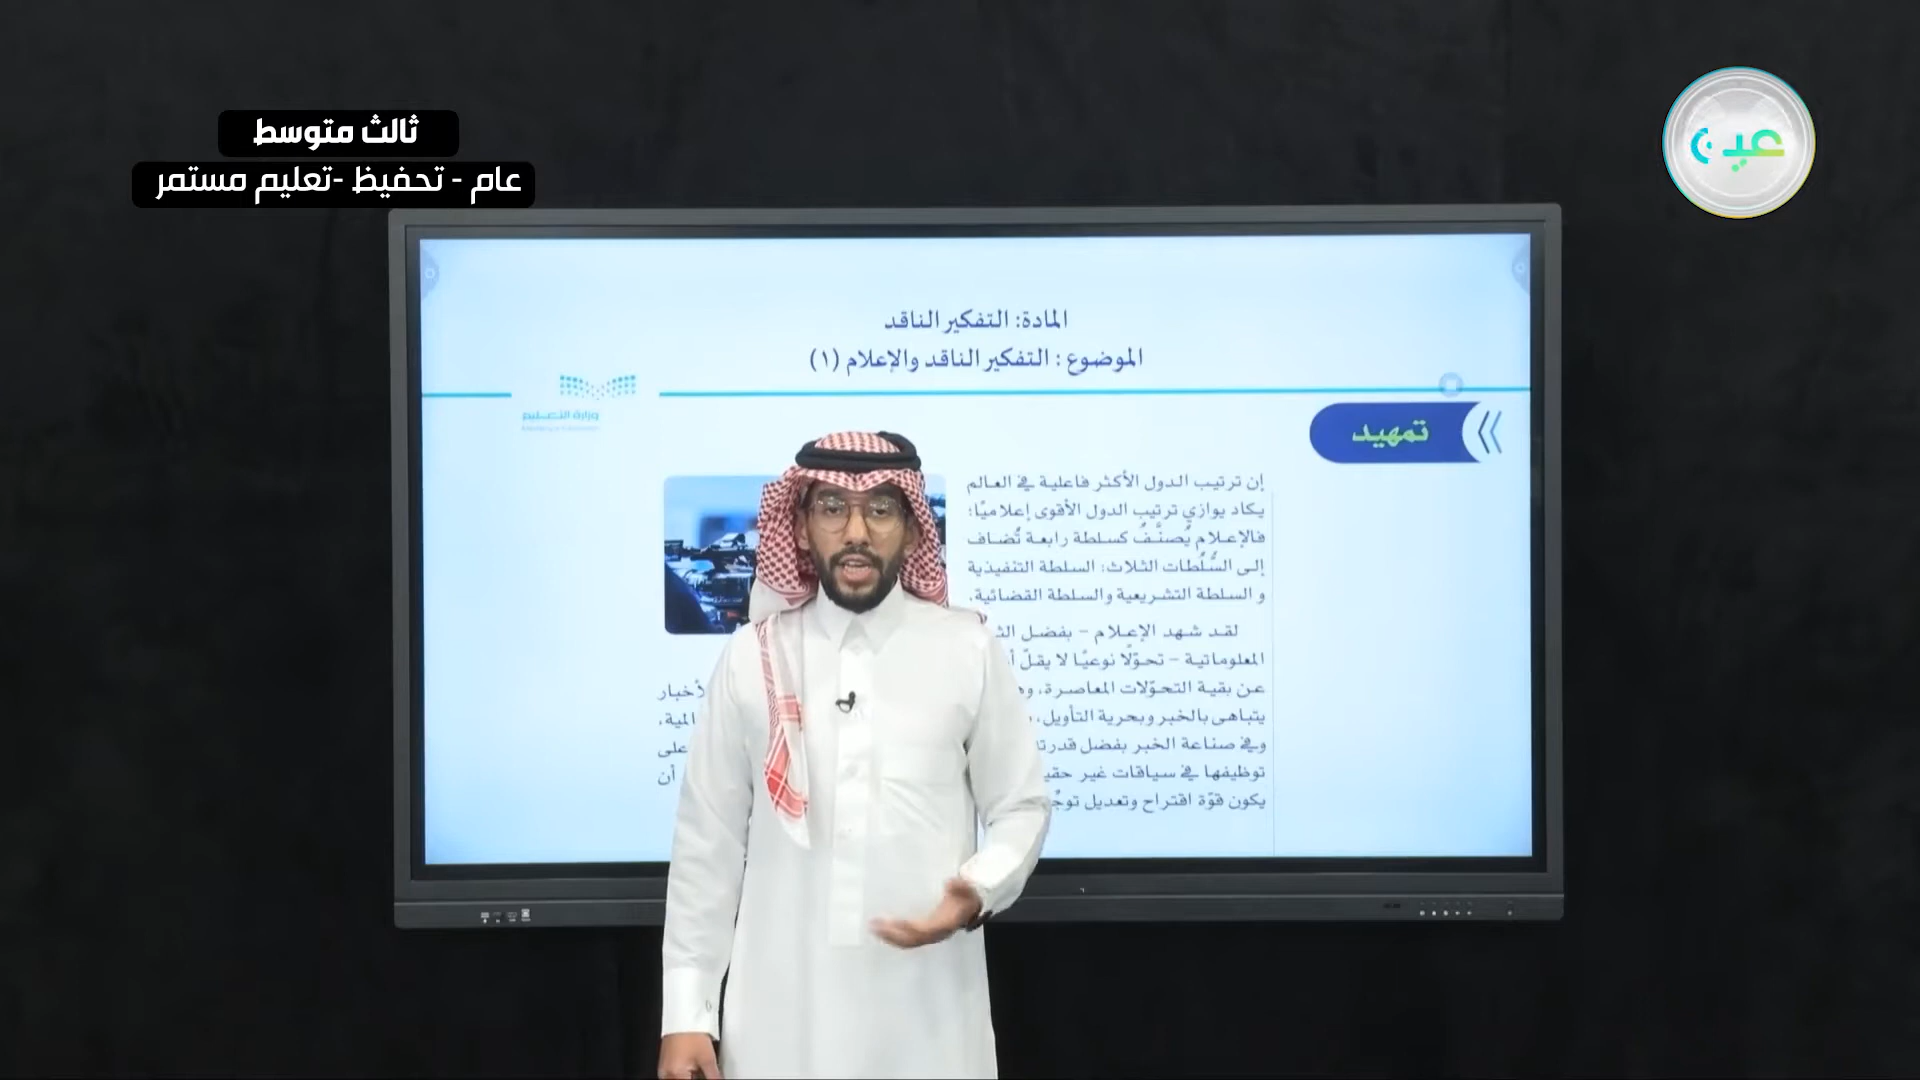 ثالث متوسط
عام - تحفيظ -تعليم مستمر
عين
المادة: التفكير الناقد
الموضوع: التفكير الناقد والإعلام (١)
وزارة التعليم
تمهيد
إن ترتيب الدول الأكثر فاعلية في العالم
يكاد يوازي ترتيب الدول الأقوى إعلاميًا؛
فالإعلام يُصنَّفُ كسلطة رابعة تُضاف
إلى السُّلُطات الثلاث: السلطة التنفيذية
و السلطة التشريعية والسلطة القضائية.
لقد شهد الإعلام – بفضل
المعلوماتية – تحوّلًا نوعيًا لا يقلّ
عن بقية التحوّلات المعاصرة، لأخبار
يتباهى بالخبر وبحرية التأويل،
وفي صناعة الخبر بفضل على
توظيفها في سياقات غير أن
يكون قوّة اقتراح وتعديل